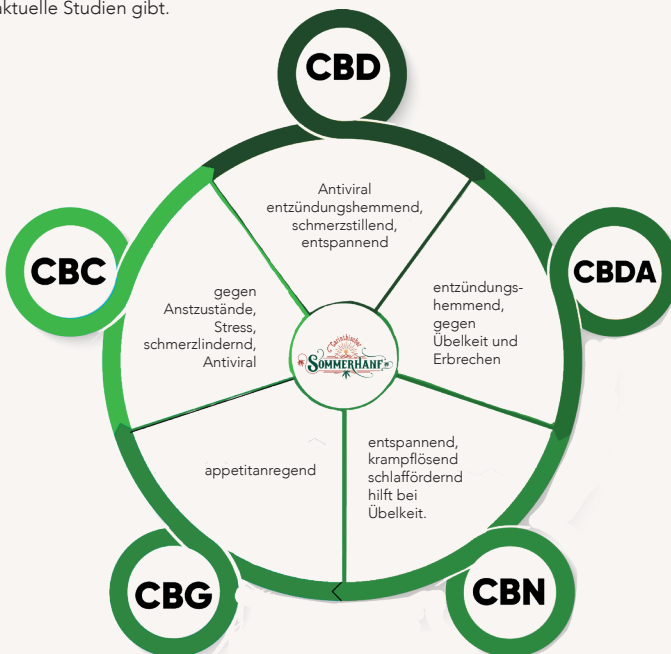 aktuelle Studien gibt.
CBD
Antiviral
entzündungshemmend,
schmerzstillend,
entspannend
CBC
gegen
Anstzustände,
Stress,
schmerzlindernd,
Antiviral
CBDA
entzündungs-
hemmend,
gegen
Übelkeit und
Erbrechen
Carinthischer
SOMMERHANF
appetitanregend
entspannend,
krampflösend
schlaffördernd
hilft bei
Übelkeit.
CBG
CBN